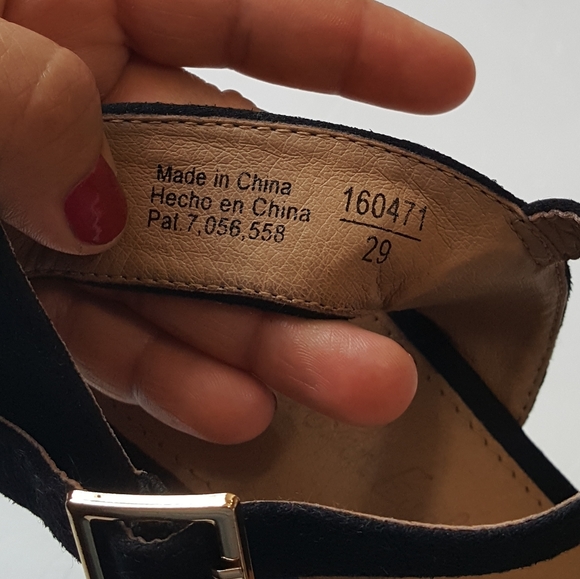 Made in China
Hecho en China
Pat.7,056,558
160471
29